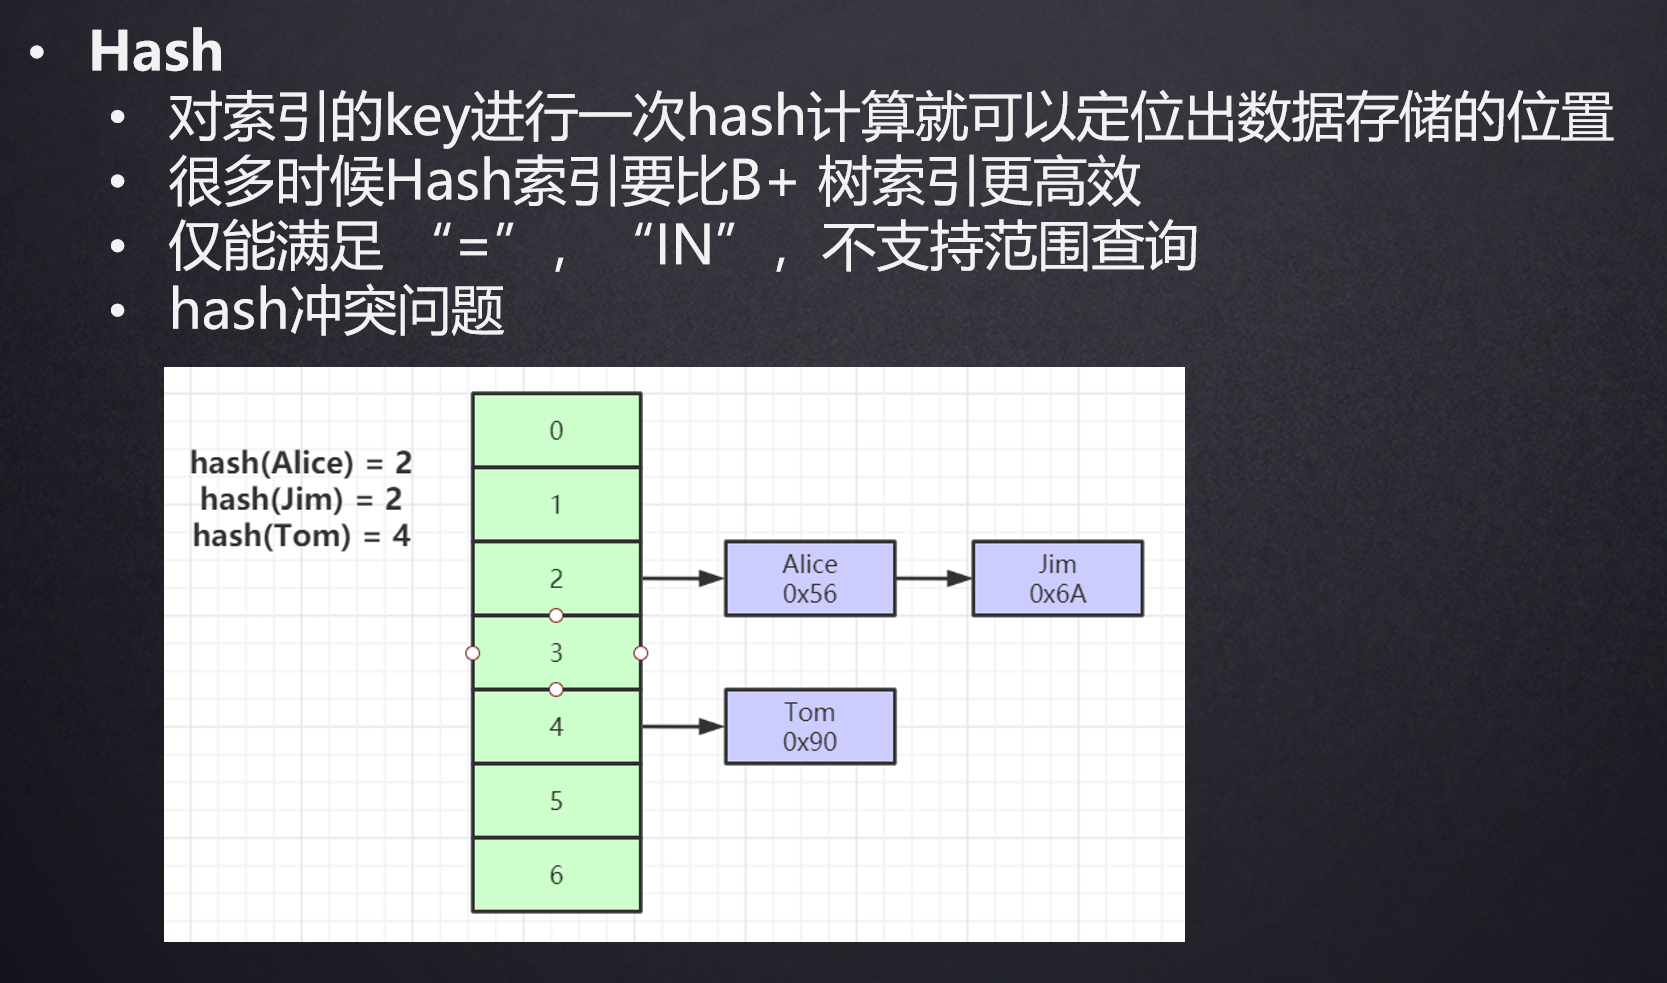 • Hash
• 对索引的key进行一次hash计算就可以定位出数据存储的位置
• 很多时候Hash索引要比B+ 树索引更高效
• 仅能满足 “=”, “IN”, 不支持范围查询
• hash冲突问题
hash(Alice) = 2
hash(Jim) = 2
hash(Tom) = 4
0
1
2
Alice
0x56
Jim
0x6A
3
4
Tom
0x90
5
6